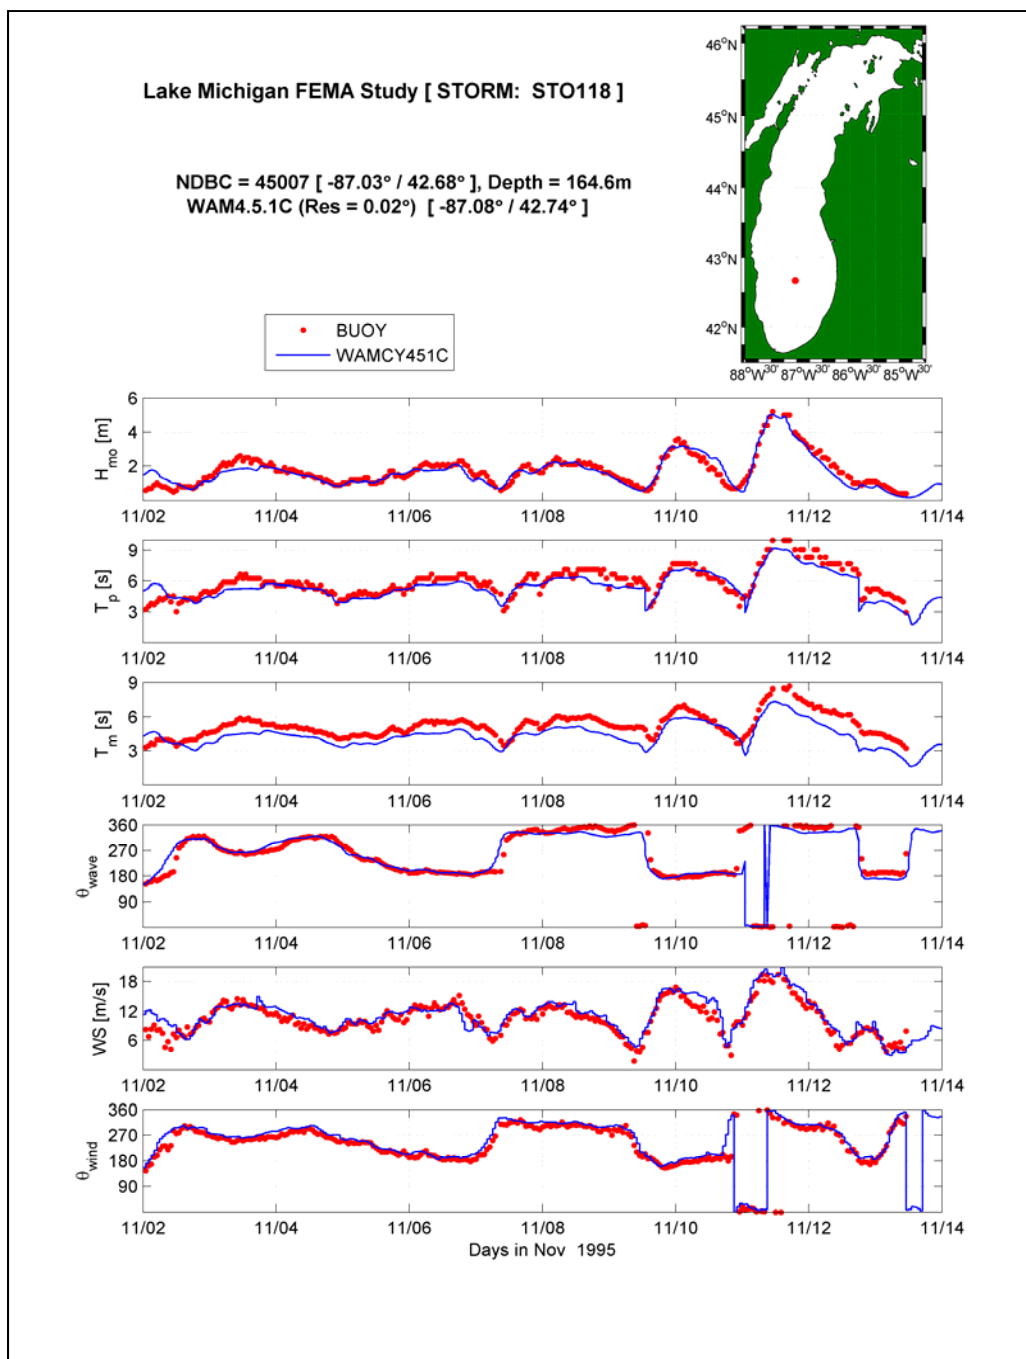 Lake Michigan FEMA Study [ STORM: STO118 ]
NDBC = 45007 [ -87.03° / 42.68° ], Depth = 164.6m
WAM4.5.1C (Res = 0.02°) [ -87.08° / 42.74° ]
46°N
45°N
44°N
43°N
42°N
88°W 30' 87°W 30' 86°W 30' 85°W 30'
BUOY
WAMCY451C
Hmo [m]
6
4
2
11/02 11/04 11/06 11/08 11/10 11/12 11/14
Tp [s]
9
6
3
11/02 11/04 11/06 11/08 11/10 11/12 11/14
Tm [s]
9
6
3
11/02 11/04 11/06 11/08 11/10 11/12 11/14
θwave
360
270
180
90
11/02 11/04 11/06 11/08 11/10 11/12 11/14
WS [m/s]
18
12
6
11/02 11/04 11/06 11/08 11/10 11/12 11/14
θwind
360
270
180
90
11/02 11/04 11/06 11/08 11/10 11/12 11/14
Days in Nov 1995